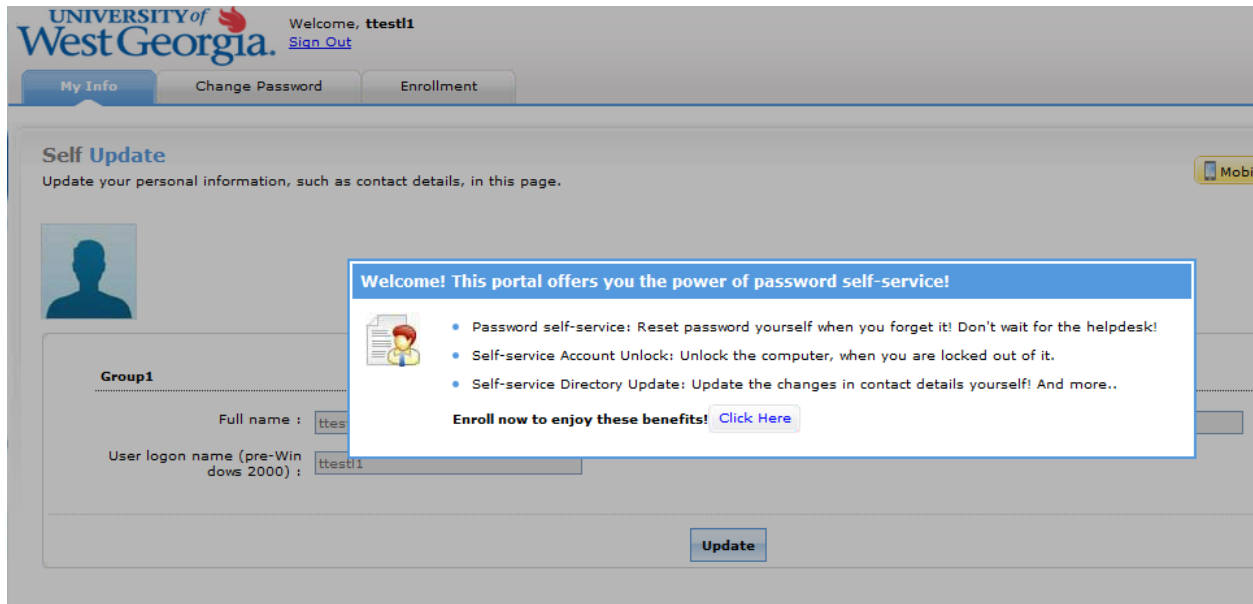 UNIVERSITY of
West Georgia.
Welcome, ttestl1
Sign Out
My Info
Change Password
Enrollment
Self Update
Update your personal information, such as contact details, in this page.
Mobi
Welcome! This portal offers you the power of password self-service!
Password self-service: Reset password yourself when you forget it! Don't wait for the helpdesk!
Self-service Account Unlock: Unlock the computer, when you are locked out of it.
Self-service Directory Update: Update the changes in contact details yourself! And more..
Enroll now to enjoy these benefits! Click Here
Group1
Full name : ttes
User logon name (pre-Win
dows 2000) : ttestl1
Update